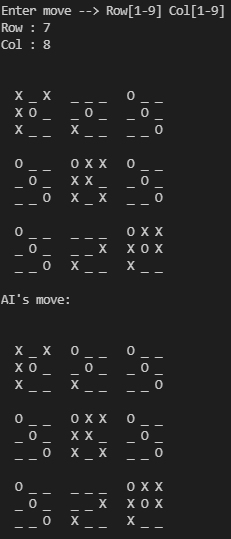 Enter move --> Row[1-9] Col[1-9]
Row : 7
Col : 8
X _ X _ _ _ O _ _
X O _ _ O _ _ O _
X _ _ X _ _ _ _ O
O _ _ O X X O _ _
_ O _ X X _ _ O _
_ _ O X _ X _ _ O
O _ _ _ _ _ O X X
_ O _ _ _ X X O X
_ _ O X _ _ X _ _
AI's move:
X _ X O _ _ O _ _
X O _ _ O _ _ O _
X _ _ X _ _ _ _ O
O _ _ O X X O _ _
_ O _ X X _ _ O _
_ _ O X _ X _ _ O
O _ _ _ _ _ O X X
_ O _ _ _ X X O X
_ _ O X _ _ X _ _